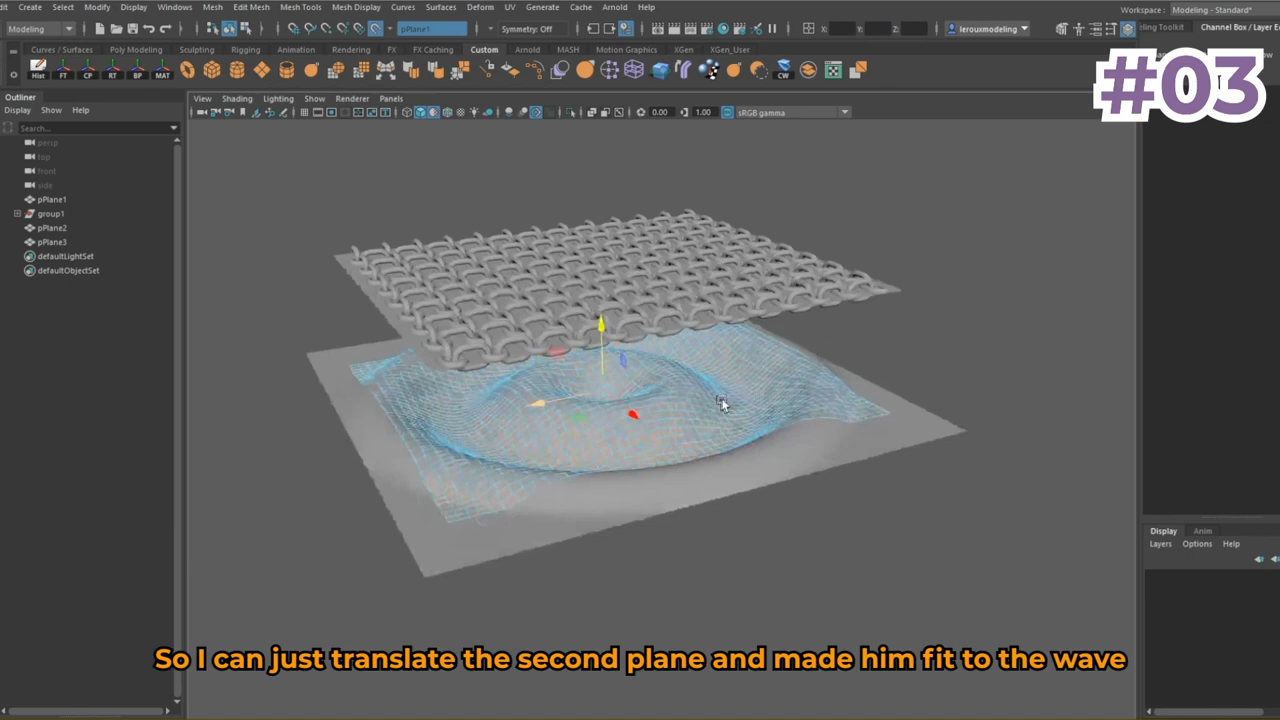 Create Select Modify Display Windows Mesh Edit Mesh Mesh Tools Mesh Display Curves Surfaces Deform UV Generate Cache Arnold Help
Workspace: Modeling - Standard*
Modeling
pPlane1
Symmetry: Off
X:
Y:
Z:
lerouxmodeling
Channel Box / Layer E
Curves / Surfaces Poly Modeling Sculpting Rigging Animation Rendering FX FX Caching Custom Arnold MASH Motion Graphics XGen XGen_User
Hist FT CP RT BP MAT CW
#03
Outliner
Display Show Help
Search...
persp
top
front
side
pPlane1
group1
pPlane2
pPlane3
defaultLightSet
defaultObjectSet
View Shading Lighting Show Renderer Panels
0.00 1.00 sRGB gamma
Display Anim
Layers Options Help
So I can just translate the second plane and made him fit to the wave